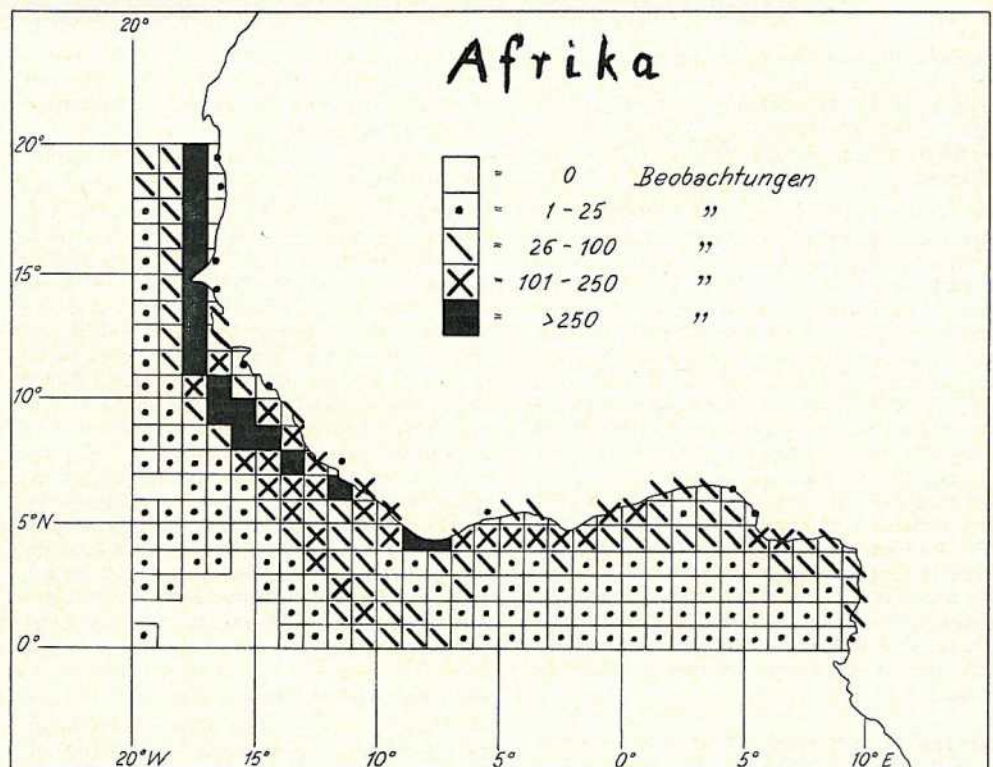 20°
Afrika
20°
= 0 Beobachtungen
= 1 - 25 "
= 26 - 100 "
15°
= 101 - 250 "
= >250 "
10°
5°N
0°
20°W 15° 10° 5° 0° 5° 10°E